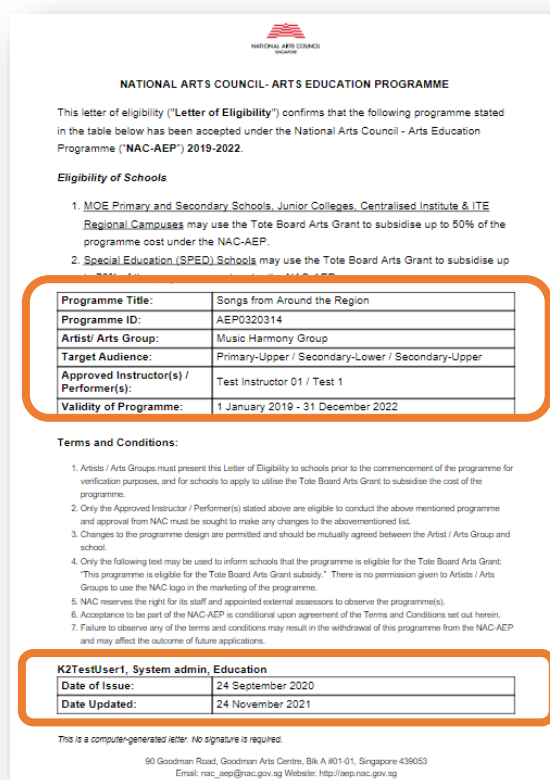 NATIONAL ARTS COUNCIL
SINGAPORE
NATIONAL ARTS COUNCIL- ARTS EDUCATION PROGRAMME
This letter of eligibility ("Letter of Eligibility") confirms that the following programme stated
in the table below has been accepted under the National Arts Council - Arts Education
Programme ("NAC-AEP") 2019-2022.
Eligibility of Schools
1. MOE Primary and Secondary Schools, Junior Colleges, Centralised Institute & ITE
Regional Campuses may use the Tote Board Arts Grant to subsidise up to 50% of the
programme cost under the NAC-AEP.
2. Special Education (SPED) Schools may use the Tote Board Arts Grant to subsidise up
Programme Title: Songs from Around the Region
Programme ID: AEP0320314
Artist/ Arts Group: Music Harmony Group
Target Audience: Primary-Upper / Secondary-Lower / Secondary-Upper
Approved Instructor(s) /
Performer(s): Test Instructor 01 / Test 1
Validity of Programme: 1 January 2019 - 31 December 2022
Terms and Conditions:
1. Artists / Arts Groups must present this Letter of Eligibility to schools prior to the commencement of the programme for
verification purposes, and for schools to apply to utilise the Tote Board Arts Grant to subsidise the cost of the
programme.
2. Only the Approved Instructor / Performer(s) stated above are eligible to conduct the above mentioned programme
and approval from NAC must be sought to make any changes to the abovementioned list.
3. Changes to the programme design are permitted and should be mutually agreed between the Artist / Arts Group and
school.
4. Only the following text may be used to inform schools that the programme is eligible for the Tote Board Arts Grant:
"This programme is eligible for the Tote Board Arts Grant subsidy." There is no permission given to Artists / Arts
Groups to use the NAC logo in the marketing of the programme.
5. NAC reserves the right for its staff and appointed external assessors to observe the programme(s).
6. Acceptance to be part of the NAC-AEP is conditional upon agreement of the Terms and Conditions set out herein.
7. Failure to observe any of the terms and conditions may result in the withdrawal of this programme from the NAC-AEP
and may affect the outcome of future applications.
K2TestUser1, System admin, Education
Date of Issue: 24 September 2020
Date Updated: 24 November 2021
This is a computer-generated letter. No signature is required.
90 Goodman Road, Goodman Arts Centre, Blk A #01-01, Singapore 439053
Email: nac_aep@nac.gov.sg Website: http://aep.nac.gov.sg